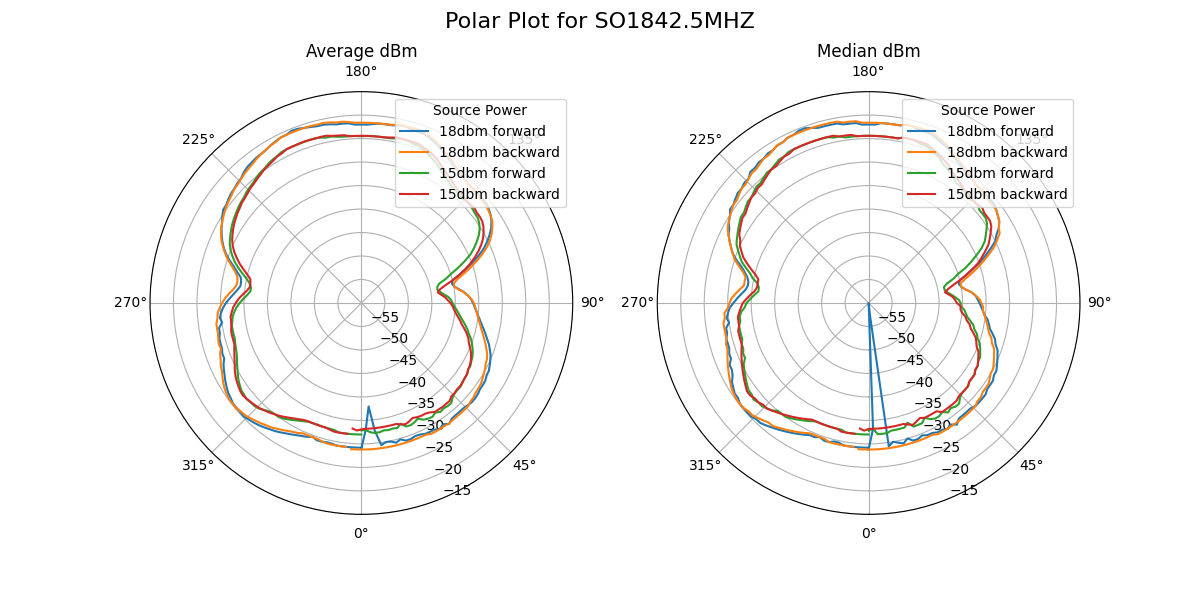 Polar Plot for SO1842.5MHZ
Average dBm
180°
225°
135°
270°
90°
315°
45°
0°
−55
−50
−45
−40
−35
−30
−25
−20
−15
Source Power
18dbm forward
18dbm backward
15dbm forward
15dbm backward
Median dBm
180°
225°
135°
270°
90°
315°
45°
0°
−55
−50
−45
−40
−35
−30
−25
−20
−15
Source Power
18dbm forward
18dbm backward
15dbm forward
15dbm backward